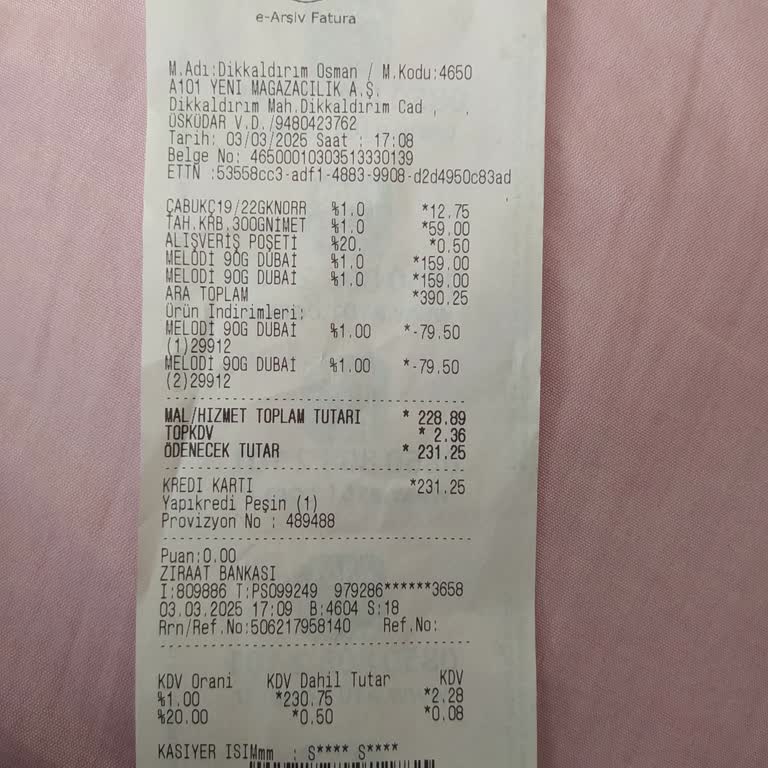 e-Arşiv Fatura
M.Adı:Dikkaldırım Osman / M.Kodu:4650
A101 YENİ MAGAZACILIK A.Ş.
Dikkaldırım Mah.Dikkaldırım Cad , ,
ÜSKÜDAR V.D./9480423762
Tarih: 03/03/2025 Saat : 17:08
Belge No: 46500010303513330139
ETTN :53558cc3-adf1-4883-9908-d2d4950c83ad
ÇABUKÇ19/22GKNORR %1.0 *12.75
TAH.KRB.300GNİMET %1.0 *59.00
ALIŞVERİŞ POŞETİ %20. *0.50
MELODİ 90G DUBAİ %1.0 *159.00
MELODİ 90G DUBAİ %1.0 *159.00
ARA TOPLAM *390.25
Ürün İndirimleri:
MELODİ 90G DUBAİ %1.00 *-79.50
(1)29912
MELODİ 90G DUBAİ %1.00 *-79.50
(2)29912
MAL/HİZMET TOPLAM TUTARI * 228.89
TOPKDV * 2.36
ÖDENECEK TUTAR * 231.25
KREDİ KARTI *231.25
Yapıkredi Peşin (1)
Provizyon No : 489488
Puan:0.00
ZİRAAT BANKASI
I:809886 T:PS099249 979286******3658
03.03.2025 17:09 B:4604 S:18
Rrn/Ref.No:506217958140 Ref.No:
KDV Oranı KDV Dahil Tutar KDV
%1.00 *230.75 *2.28
%20.00 *0.50 *0.08
KASİYER İSİMmm : S**** S****